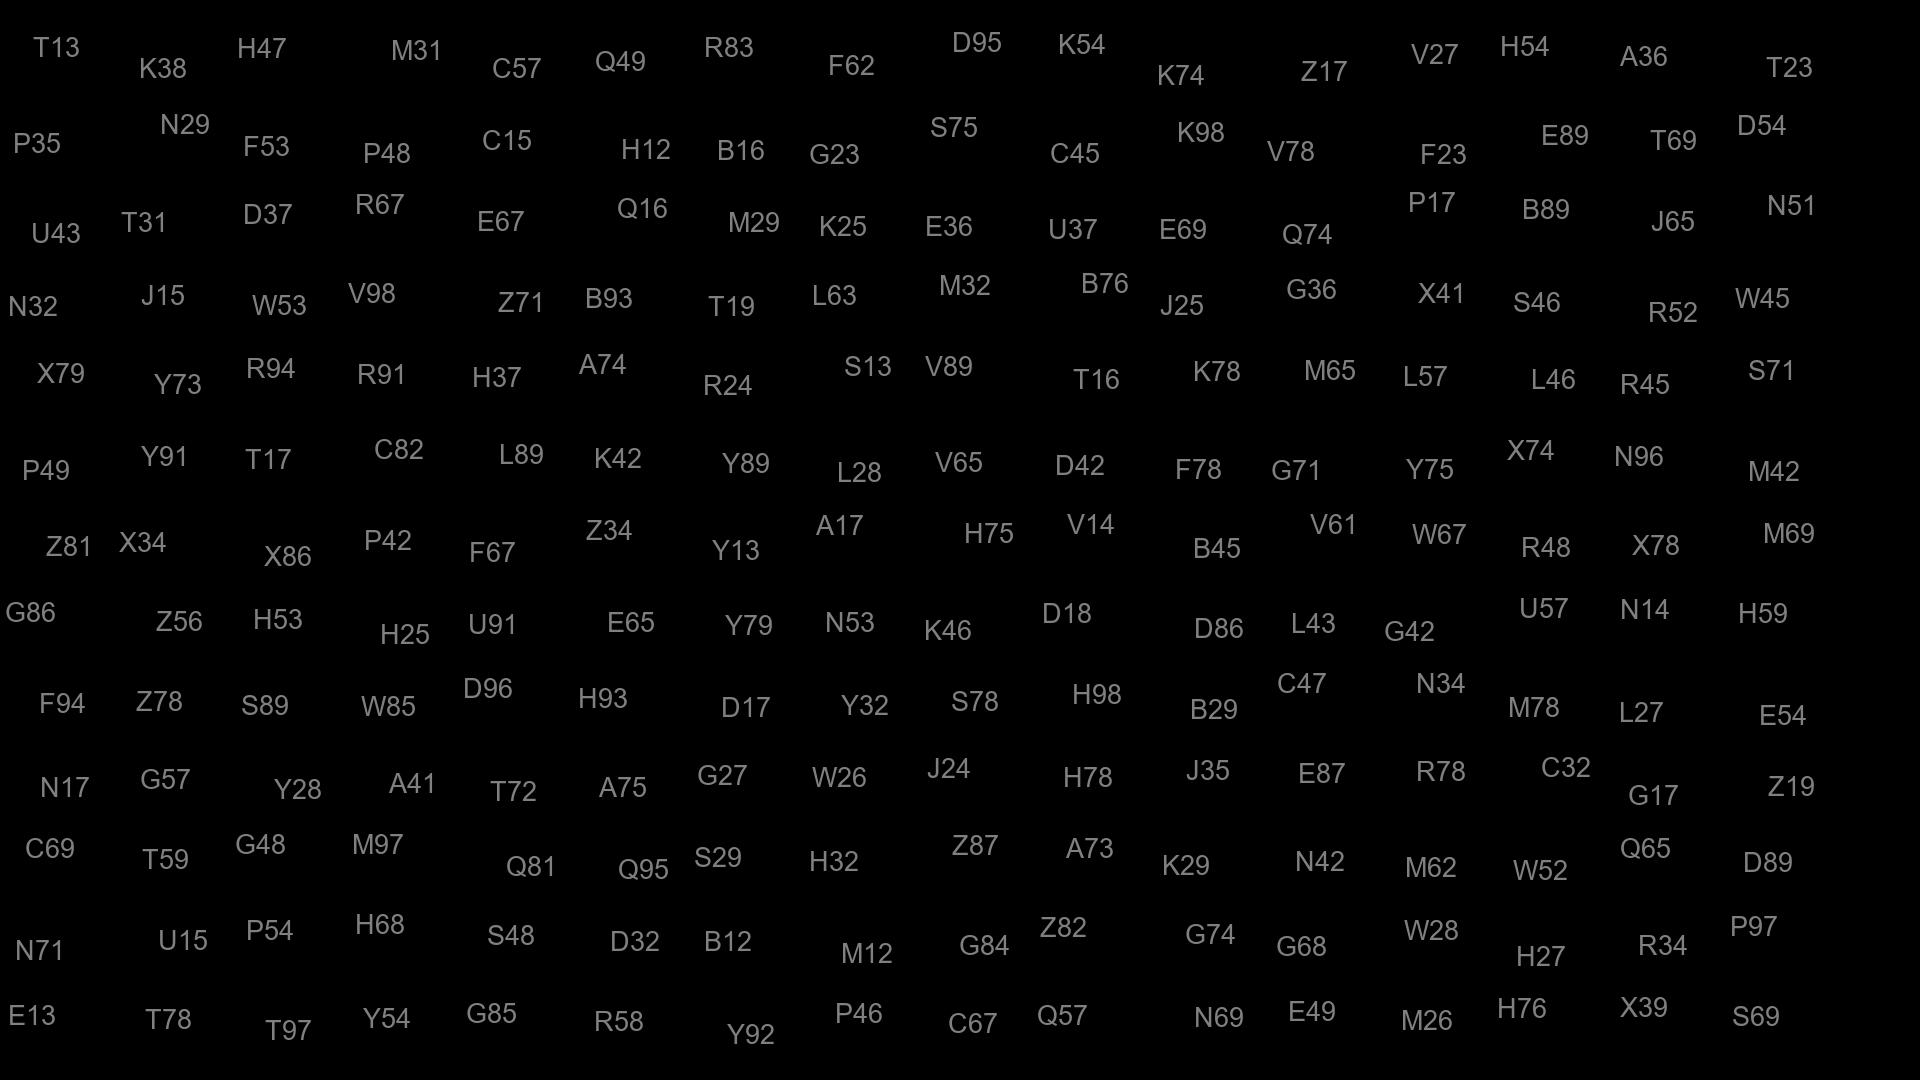 T13 K38 H47 M31 C57 Q49 R83 F62 D95 K54 K74 Z17 V27 H54 A36 T23
P35 N29 F53 P48 C15 H12 B16 G23 S75 C45 K98 V78 F23 E89 T69 D54
U43 T31 D37 R67 E67 Q16 M29 K25 E36 U37 E69 Q74 P17 B89 J65 N51
N32 J15 W53 V98 Z71 B93 T19 L63 M32 B76 J25 G36 X41 S46 R52 W45
X79 Y73 R94 R91 H37 A74 R24 S13 V89 T16 K78 M65 L57 L46 R45 S71
P49 Y91 T17 C82 L89 K42 Y89 L28 V65 D42 F78 G71 Y75 X74 N96 M42
Z81 X34 X86 P42 F67 Z34 Y13 A17 H75 V14 B45 V61 W67 R48 X78 M69
G86 Z56 H53 H25 U91 E65 Y79 N53 K46 D18 D86 L43 G42 U57 N14 H59
F94 Z78 S89 W85 D96 H93 D17 Y32 S78 H98 B29 C47 N34 M78 L27 E54
N17 G57 Y28 A41 T72 A75 G27 W26 J24 H78 J35 E87 R78 C32 G17 Z19
C69 T59 G48 M97 Q81 Q95 S29 H32 Z87 A73 K29 N42 M62 W52 Q65 D89
N71 U15 P54 H68 S48 D32 B12 M12 G84 Z82 G74 G68 W28 H27 R34 P97
E13 T78 T97 Y54 G85 R58 Y92 P46 C67 Q57 N69 E49 M26 H76 X39 S69